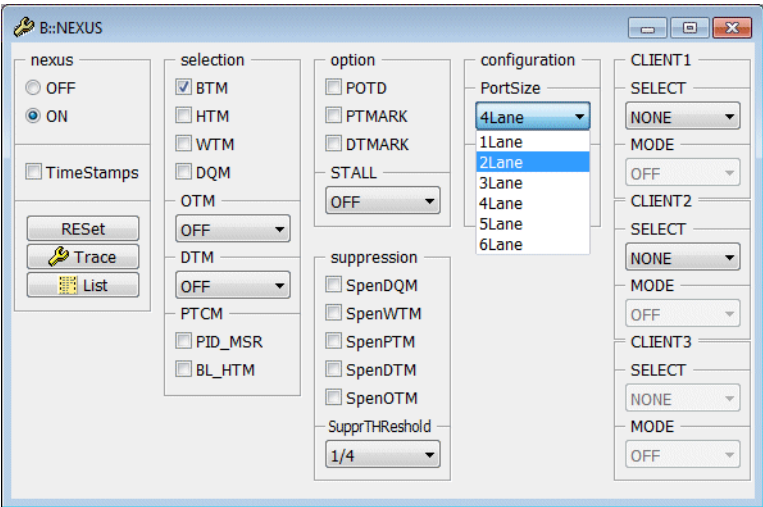 B::NEXUS
nexus
OFF
ON
TimeStamps
RESet
Trace
List
selection
BTM
HTM
WTM
DQM
OTM
OFF
DTM
OFF
PTCM
PID_MSR
BL_HTM
option
POTD
PTMARK
DTMARK
STALL
OFF
suppression
SpenDQM
SpenWTM
SpenPTM
SpenDTM
SpenOTM
SupprTHReshold
1/4
configuration
PortSize
4Lane
1Lane
2Lane
3Lane
4Lane
5Lane
6Lane
CLIENT1
SELECT
NONE
MODE
OFF
CLIENT2
SELECT
NONE
MODE
OFF
CLIENT3
SELECT
NONE
MODE
OFF